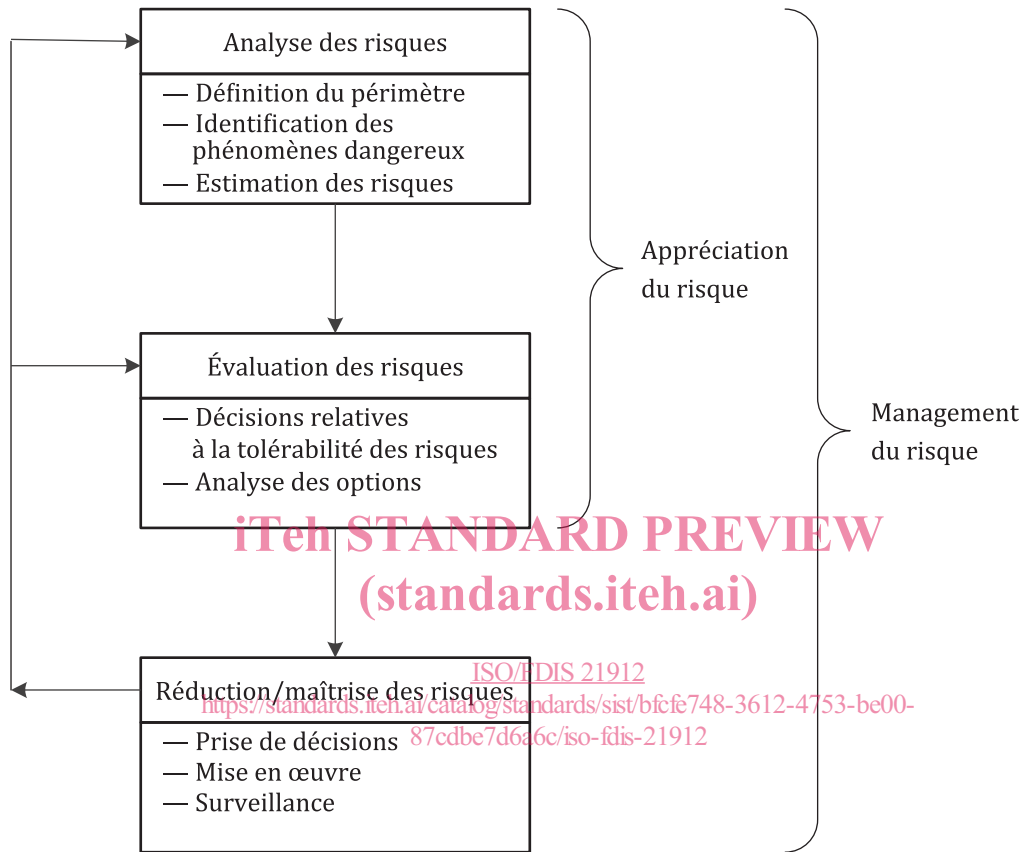 Analyse des risques
— Définition du périmètre
— Identification des
phénomènes dangereux
— Estimation des risques
Appréciation
du risque
Évaluation des risques
— Décisions relatives
à la tolérabilité des risques
— Analyse des options
Management
du risque
iTeh STANDARD PREVIEW
(standards.iteh.ai)
ISO/FDIS 21912
Réduction/maîtrise des risques
https://standards.iteh.ai/catalog/standards/sist/bfcfe748-3612-4753-be00-
87cdbe7d6a6c/iso-fdis-21912
— Prise de décisions
— Mise en œuvre
— Surveillance